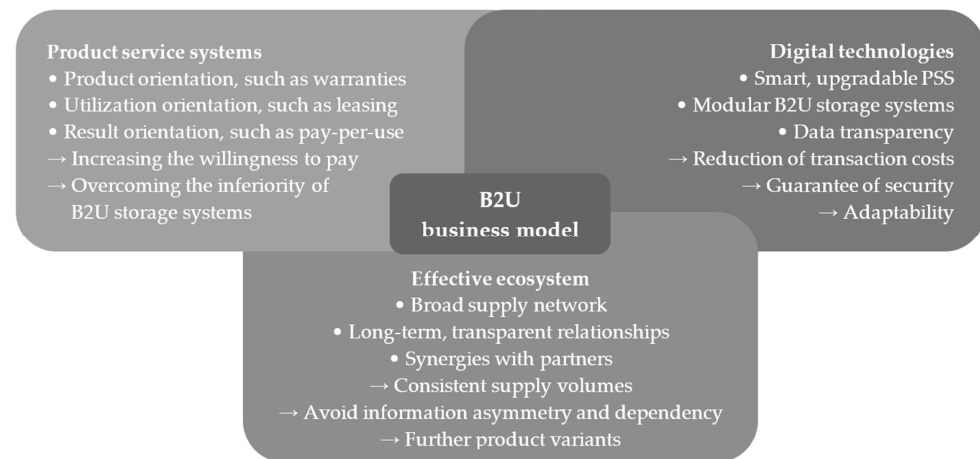 Product service systems
• Product orientation, such as warranties
• Utilization orientation, such as leasing
• Result orientation, such as pay-per-use
→ Increasing the willingness to pay
→ Overcoming the inferiority of
B2U storage systems
Digital technologies
• Smart, upgradable PSS
• Modular B2U storage systems
• Data transparency
→ Reduction of transaction costs
→ Guarantee of security
→ Adaptability
B2U
business model
Effective ecosystem
• Broad supply network
• Long-term, transparent relationships
• Synergies with partners
→ Consistent supply volumes
→ Avoid information asymmetry and dependency
→ Further product variants